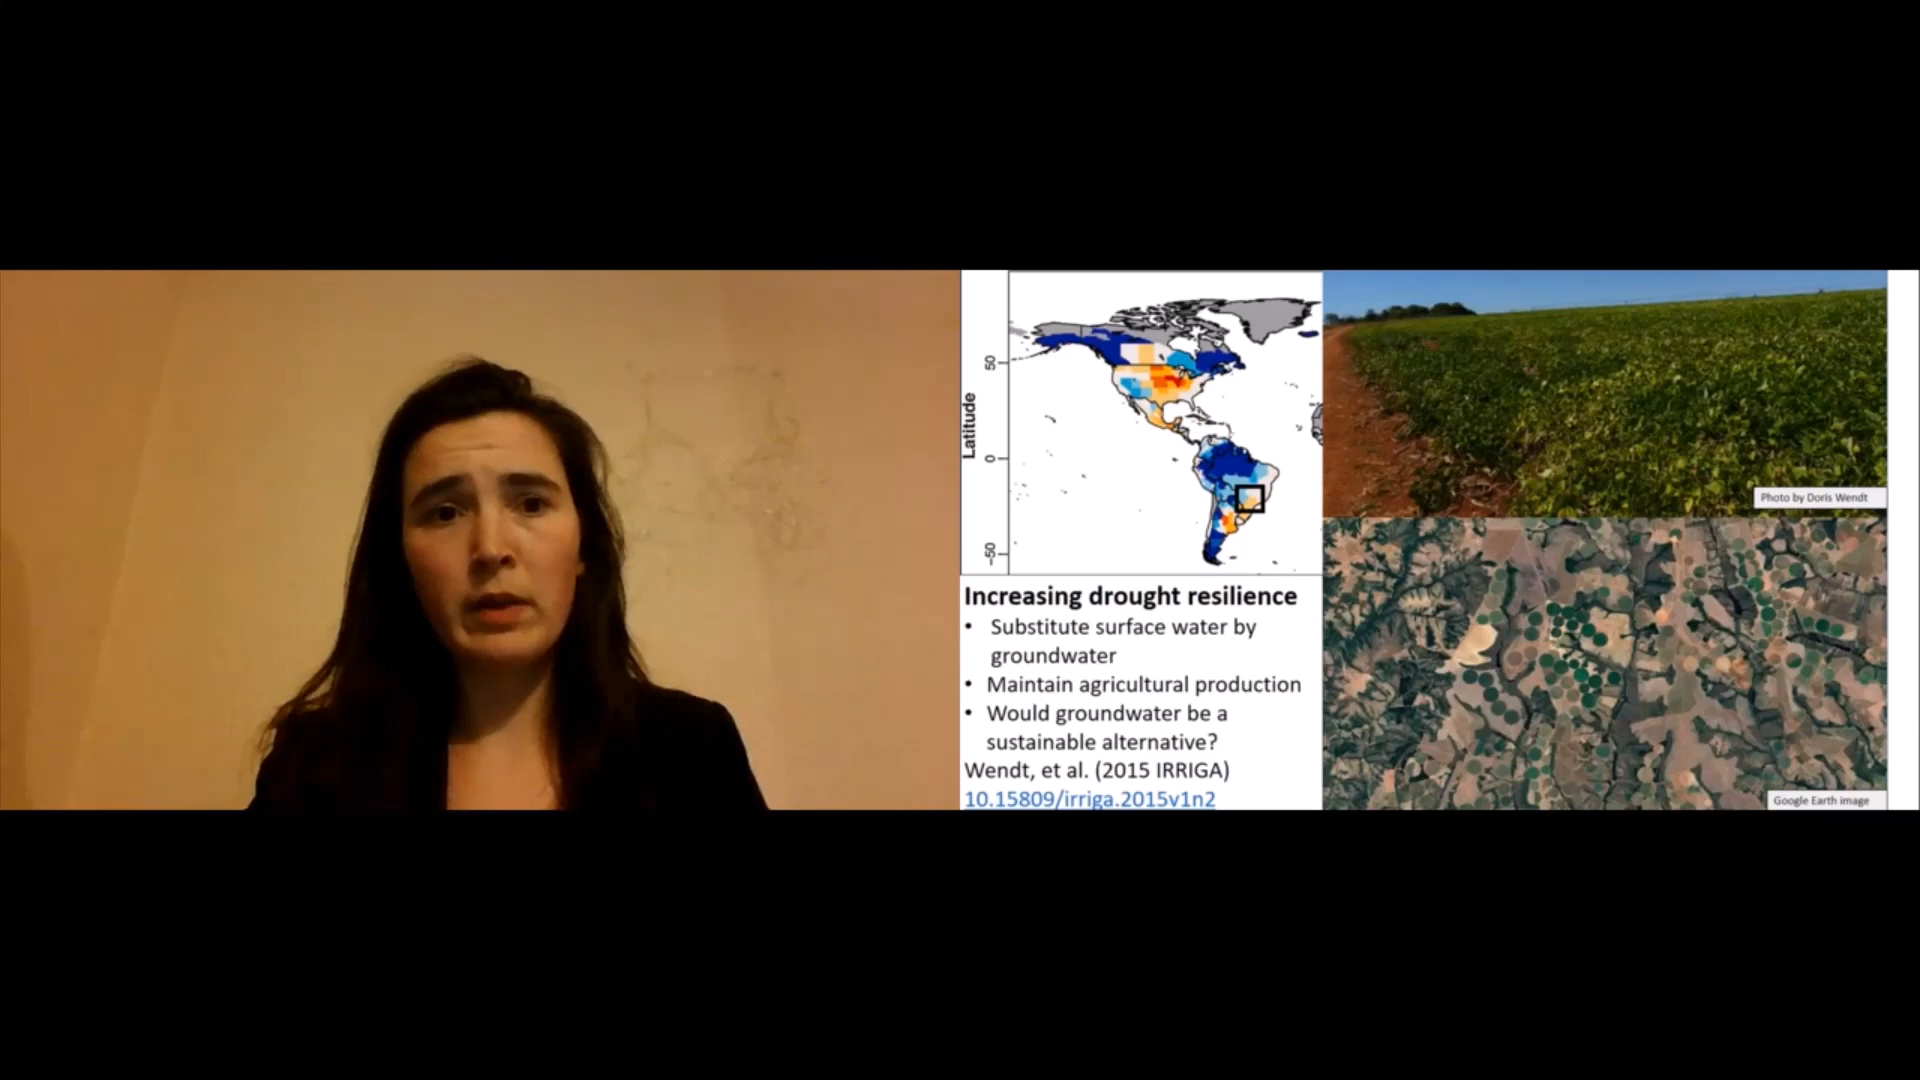 50
0
−50
Latitude
Photo by Doris Wendt
Increasing drought resilience
• Substitute surface water by
groundwater
• Maintain agricultural production
• Would groundwater be a
sustainable alternative?
Wendt, et al. (2015 IRRIGA)
10.15809/irriga.2015v1n2
Google Earth image